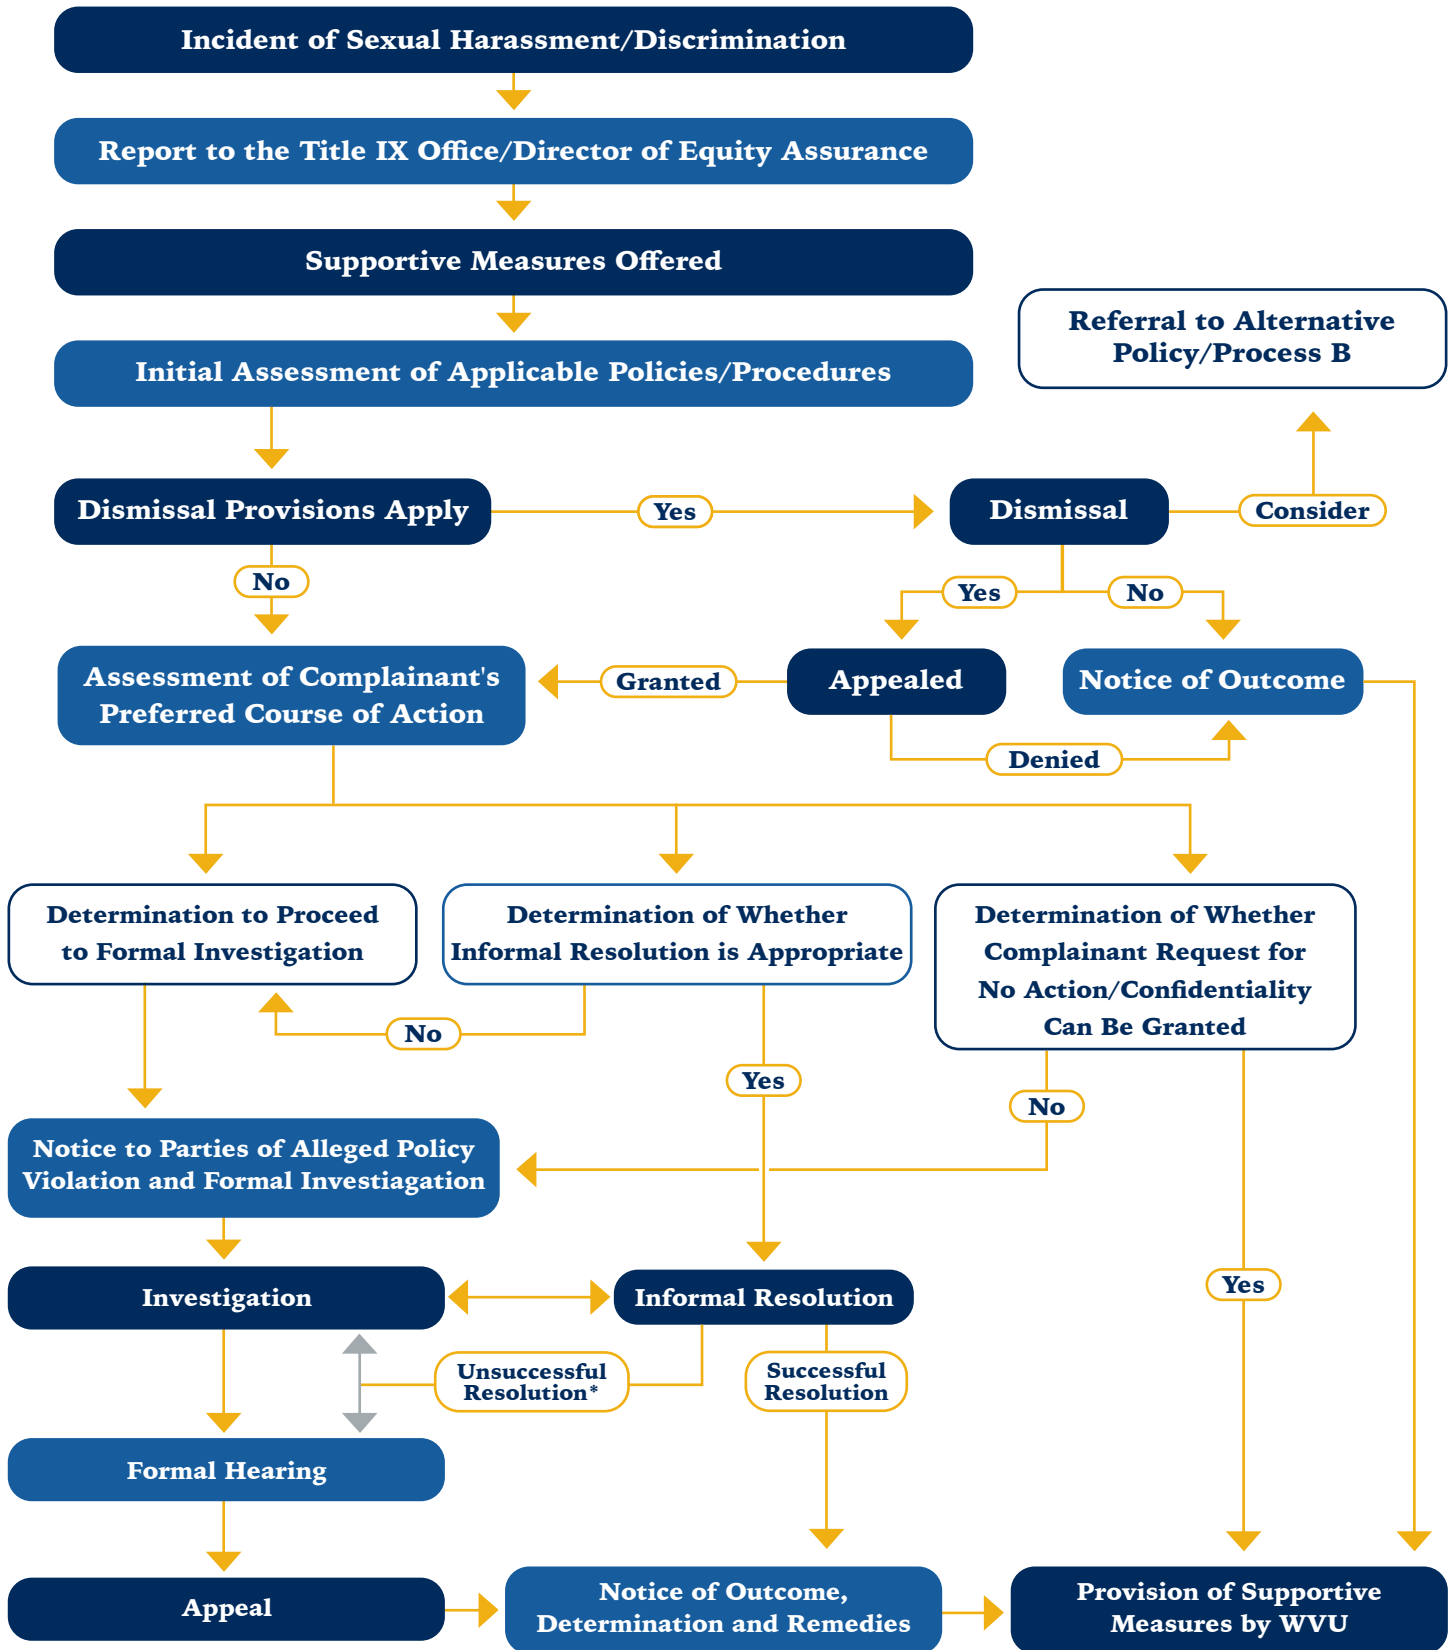 Incident of Sexual Harassment/Discrimination
Report to the Title IX Office/Director of Equity Assurance
Supportive Measures Offered
Referral to Alternative
Policy/Process B
Initial Assessment of Applicable Policies/Procedures
Dismissal Provisions Apply
Yes
Dismissal
Consider
No
Yes
No
Assessment of Complainant's
Preferred Course of Action
Granted
Appealed
Notice of Outcome
Denied
Determination to Proceed
to Formal Investigation
Determination of Whether
Informal Resolution is Appropriate
Determination of Whether
Complainant Request for
No Action/Confidentiality
Can Be Granted
No
Yes
No
Notice to Parties of Alleged Policy
Violation and Formal Investiagation
Investigation
Informal Resolution
Yes
Unsuccessful
Resolution*
Successful
Resolution
Formal Hearing
Appeal
Notice of Outcome,
Determination and Remedies
Provision of Supportive
Measures by WVU